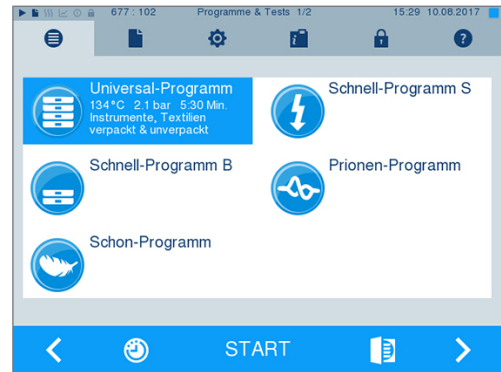 677 : 102 Programme & Tests 1/2 15:29 10.08.2017
Universal-Programm
134°C 2.1 bar 5:30 Min.
Instrumente, Textilien
verpackt & unverpackt
Schnell-Programm S
Schnell-Programm B
Prionen-Programm
Schon-Programm
START